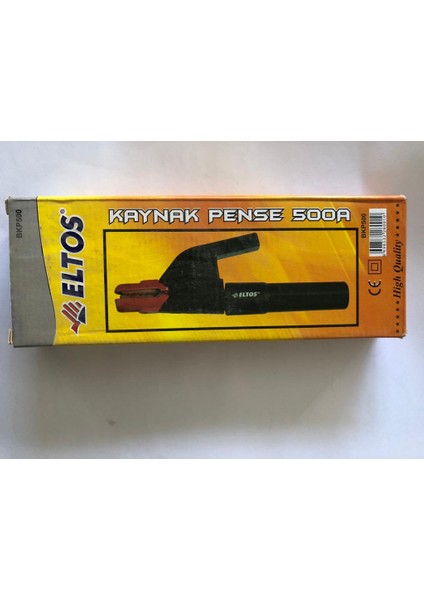 BKP500
ELTOS®
KAYNAK PENSE 500A
ELTOS®
BKP500
CE
High Quality